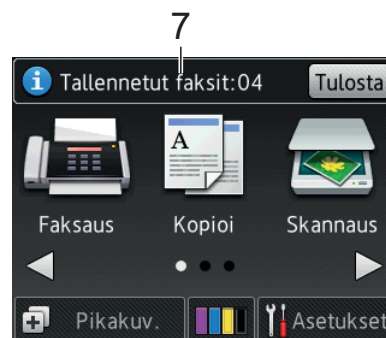 7
Tallennetut faksit:04 Tulosta
A
Faksaus Kopioi Skannaus
Pikakuv. Asetukset